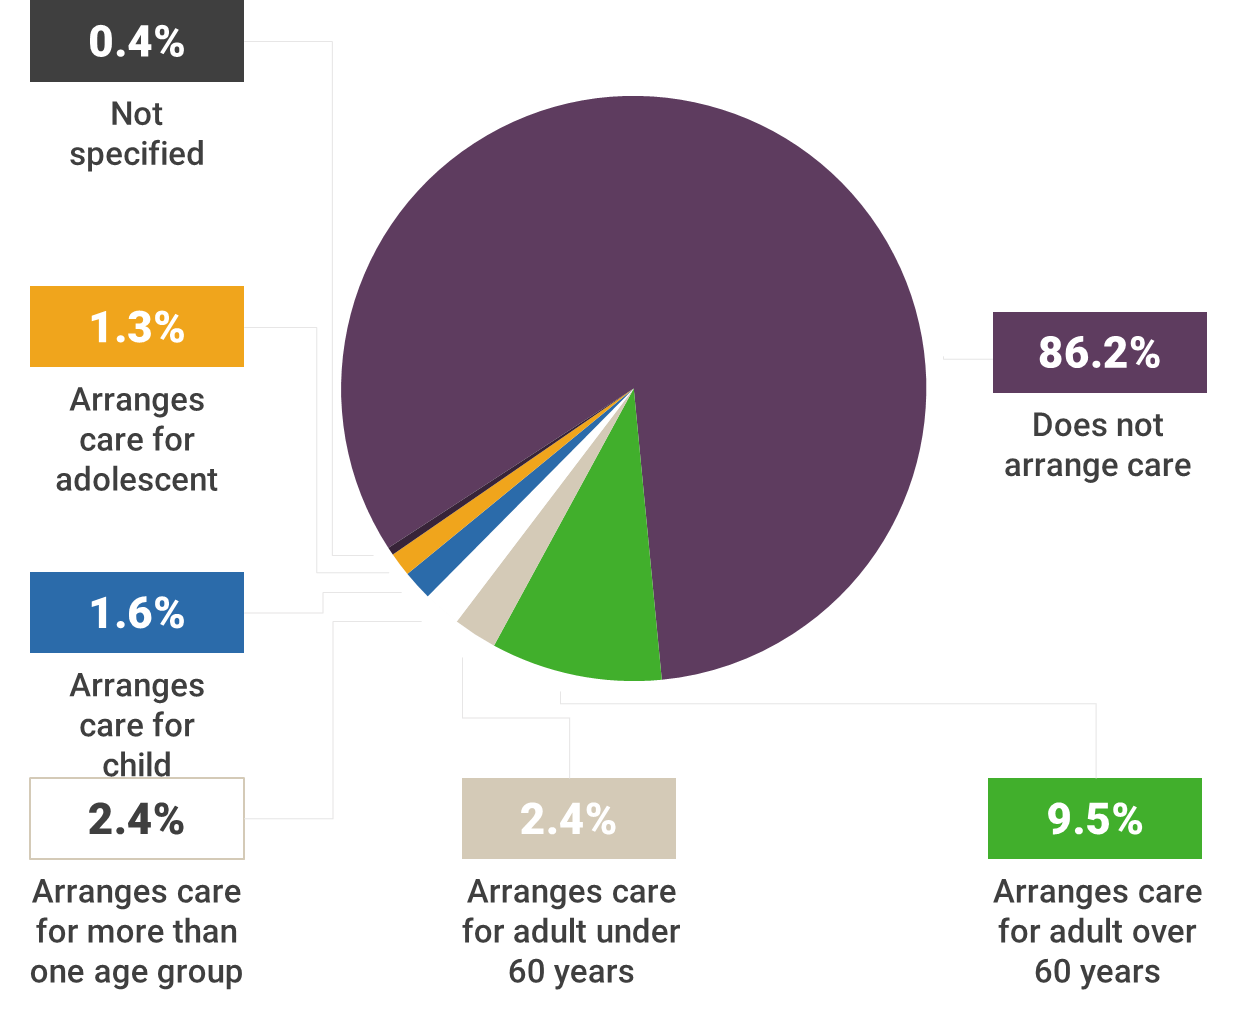 0.4%
Not
specified
1.3%
Arranges
care for
adolescent
1.6%
Arranges
care for
child
2.4%
Arranges care
for more than
one age group
2.4%
Arranges care
for adult under
60 years
9.5%
Arranges care
for adult over
60 years
86.2%
Does not
arrange care